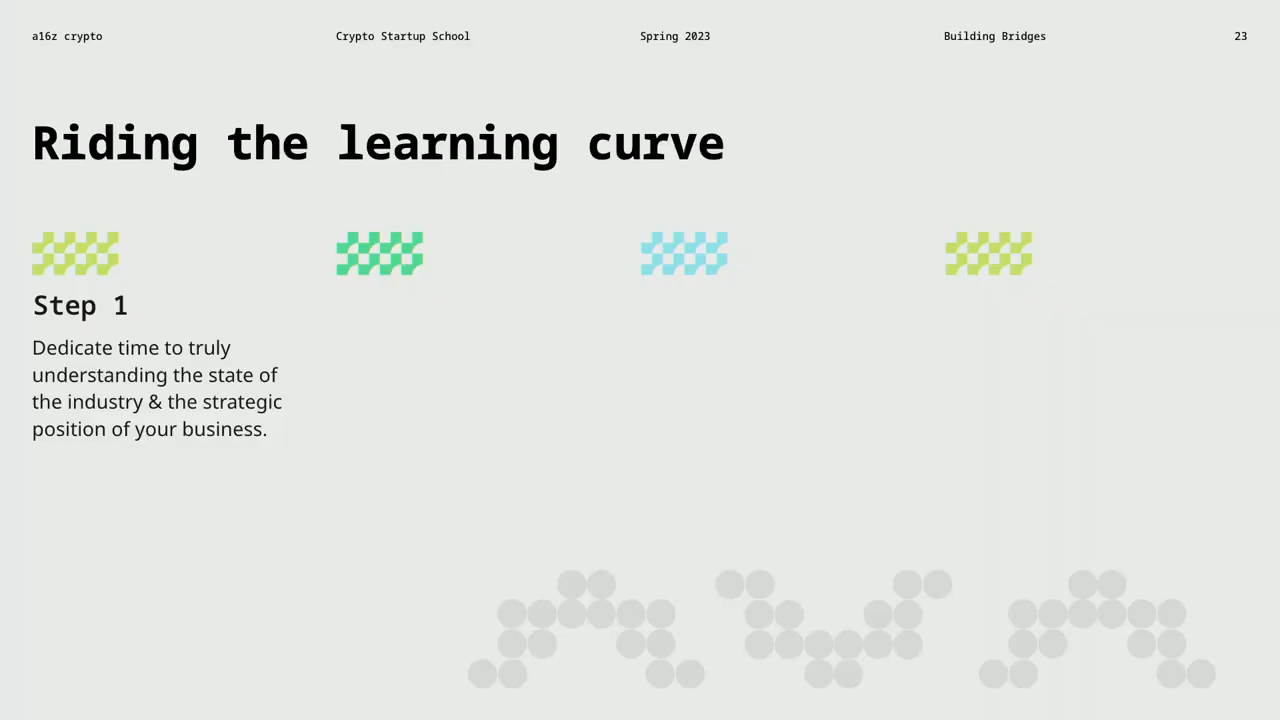 a16z crypto
Crypto Startup School
Spring 2023
Building Bridges
23
Riding the learning curve
Step 1
Dedicate time to truly
understanding the state of
the industry & the strategic
position of your business.